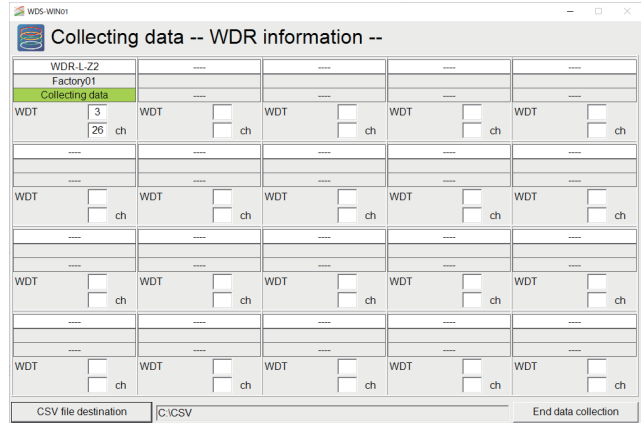 WDS-WIN01
Collecting data -- WDR information --
WDR-L-Z2 ---- ---- ---- ----
Factory01
Collecting data ---- ---- ---- ----
WDT 3 WDT WDT WDT WDT
26 ch ch ch ch ch
---- ---- ---- ---- ----
---- ---- ---- ---- ----
WDT WDT WDT WDT WDT
ch ch ch ch ch
---- ---- ---- ---- ----
---- ---- ---- ---- ----
WDT WDT WDT WDT WDT
ch ch ch ch ch
---- ---- ---- ---- ----
---- ---- ---- ---- ----
WDT WDT WDT WDT WDT
ch ch ch ch ch
CSV file destination C:\CSV End data collection